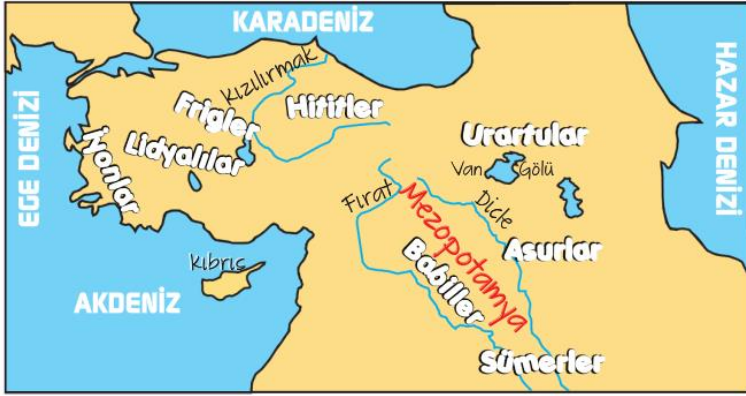 KARADENİZ
HAZAR DENİZİ
EGE DENİZİ
Kızılırmak
Frigler
Hititler
Lidyalılar
İyonlar
Urartular
Van Gölü
Fırat
Mezopotamya
Dicle
Asurlar
Babiller
Kıbrıs
AKDENİZ
Sümerler